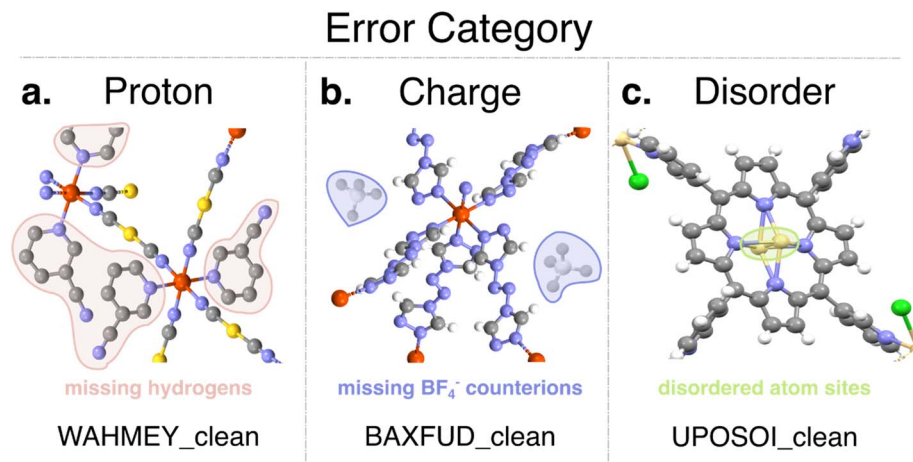 Error Category
a. Proton
missing hydrogens
WAHMEY_clean
b. Charge
missing BF₄⁻ counterions
BAXFUD_clean
c. Disorder
disordered atom sites
UPOSOI_clean